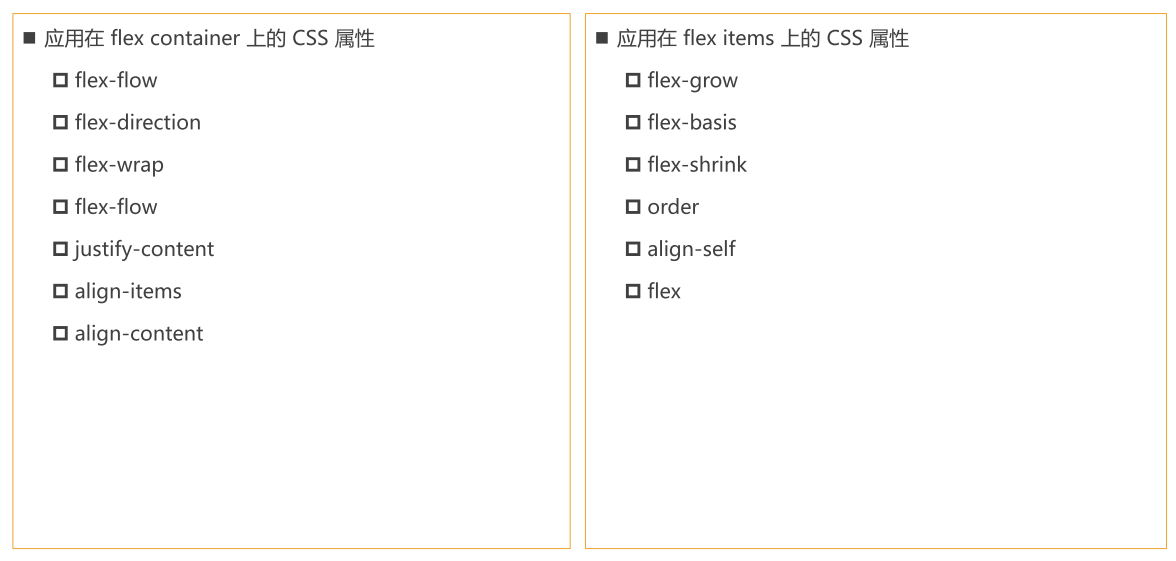 ■ 应用在 flex container 上的 CSS 属性
flex-flow
flex-direction
flex-wrap
flex-flow
justify-content
align-items
align-content
■ 应用在 flex items 上的 CSS 属性
flex-grow
flex-basis
flex-shrink
order
align-self
flex